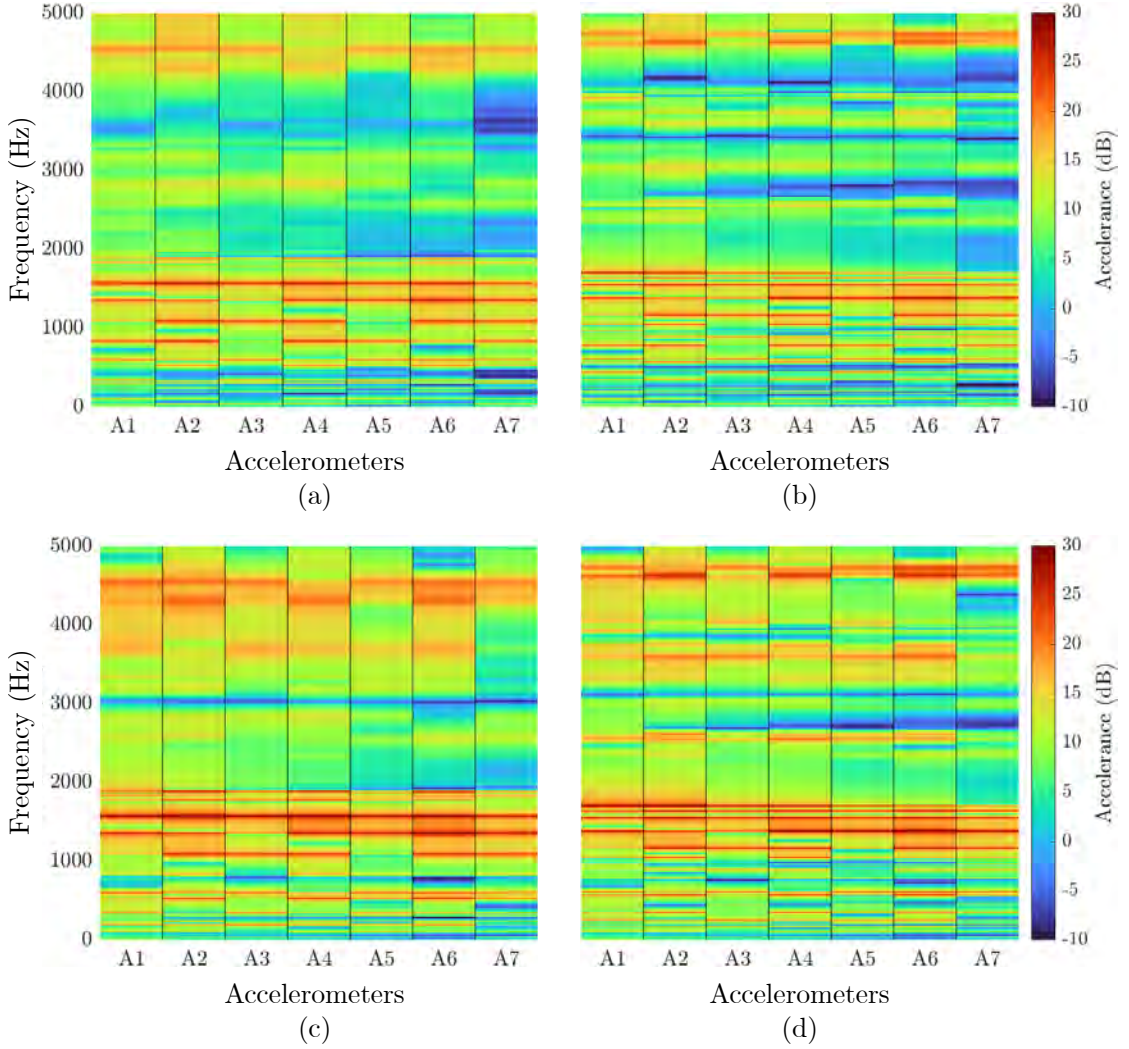 5000
4000
3000
2000
1000
0
Frequency (Hz)
A1 A2 A3 A4 A5 A6 A7
Accelerometers
(a)
A1 A2 A3 A4 A5 A6 A7
Accelerometers
(b)
30
25
20
15
10
5
0
-5
-10
Accelerance (dB)
5000
4000
3000
2000
1000
0
Frequency (Hz)
A1 A2 A3 A4 A5 A6 A7
Accelerometers
(c)
A1 A2 A3 A4 A5 A6 A7
Accelerometers
(d)
30
25
20
15
10
5
0
-5
-10
Accelerance (dB)